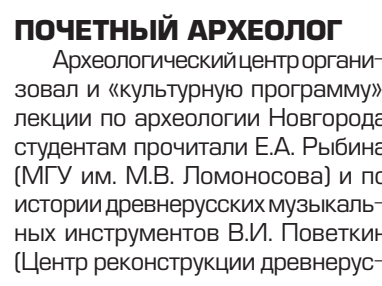 ПОЧЕТНЫЙ АРХЕОЛОГ
Археологический центр органи-
зовал и «культурную программу»
лекции по археологии Новгорода
студентам прочитали Е.А. Рыбина
(МГУ им. М.В. Ломоносова) и по
истории древнерусских музыкаль-
ных инструментов В.И. Поветкин
(Центр реконструкции древнерус-